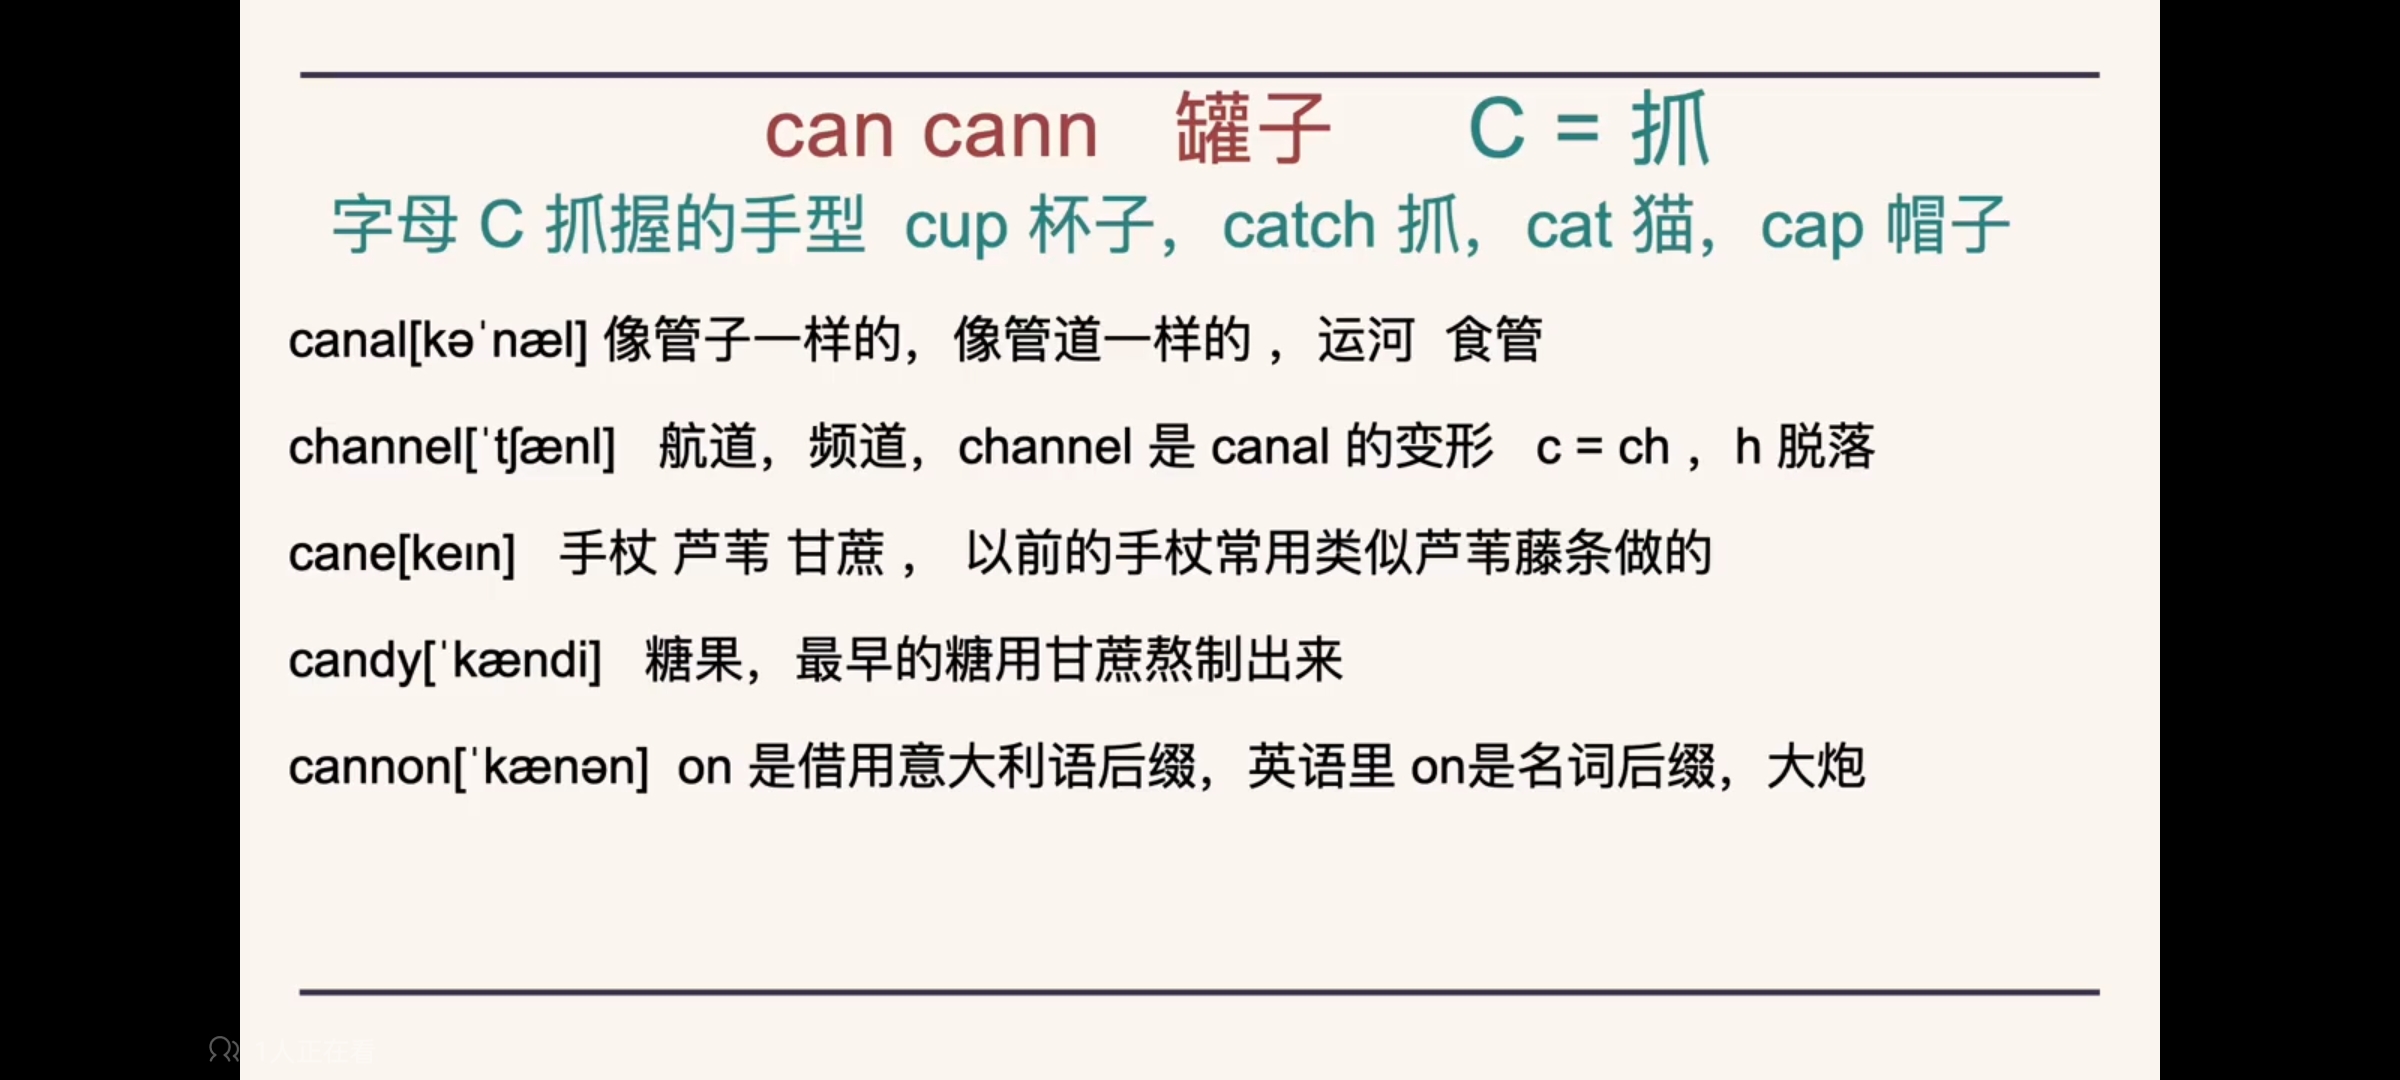 can cann 罐子 C = 抓
字母 C 抓握的手型 cup 杯子，catch 抓，cat 猫，cap 帽子
canal[kəˈnæl] 像管子一样的，像管道一样的 ，运河 食管
channel[ˈtʃænl] 航道，频道，channel 是 canal 的变形 c = ch ，h 脱落
cane[keɪn] 手杖 芦苇 甘蔗 ， 以前的手杖常用类似芦苇藤条做的
candy[ˈkændi] 糖果，最早的糖用甘蔗熬制出来
cannon[ˈkænən] on 是借用意大利语后缀，英语里 on是名词后缀，大炮
1人正在看